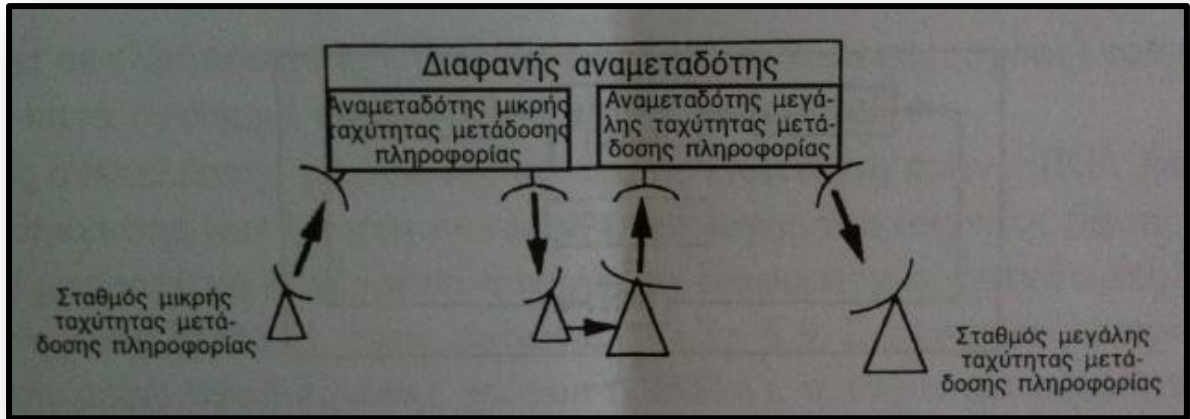 Διαφανής αναμεταδότης
Αναμεταδότης μικρής
ταχύτητας μετάδοσης
πληροφορίας
Αναμεταδότης μεγά-
λης ταχύτητας μετά-
δοσης πληροφορίας
Σταθμός μικρής
ταχύτητας μετά-
δοσης πληροφορίας
Σταθμός μεγάλης
ταχύτητας μετά-
δοσης πληροφορίας